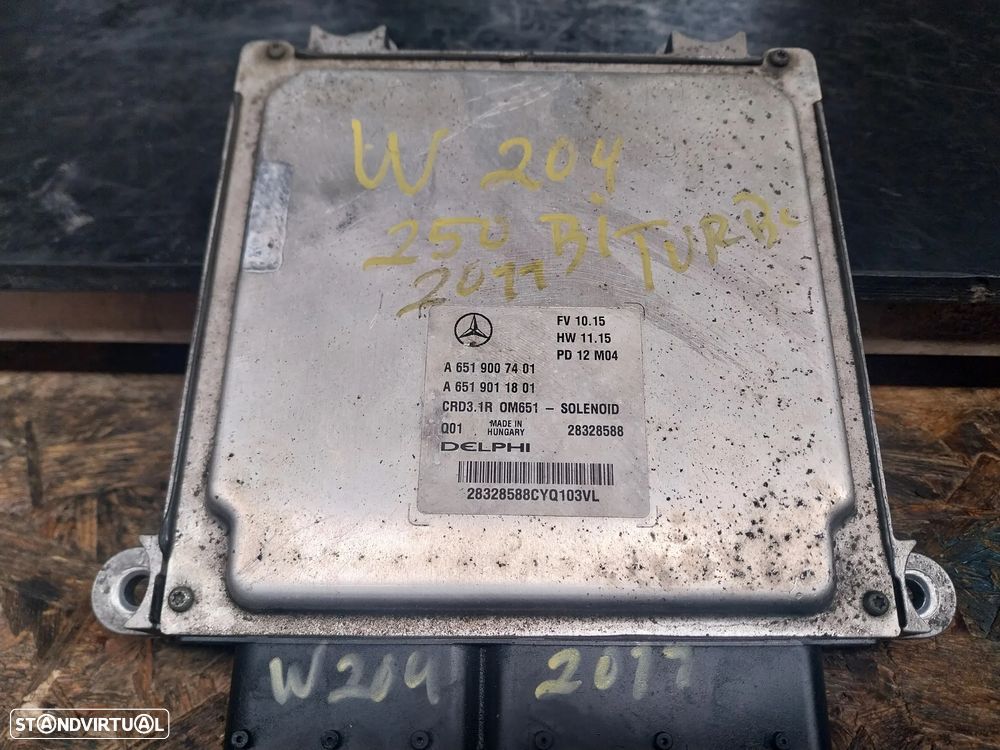 W 204
250 BiTURBO
2011
FV 10.15
HW 11.15
PD 12 M04
A 651 900 74 01
A 651 901 18 01
CRD3.1R OM651 – SOLENOID
Q01 MADE IN HUNGARY 28328588
DELPHI
28328588CYQ103VL
W204 2011
STANDVIRTUAL